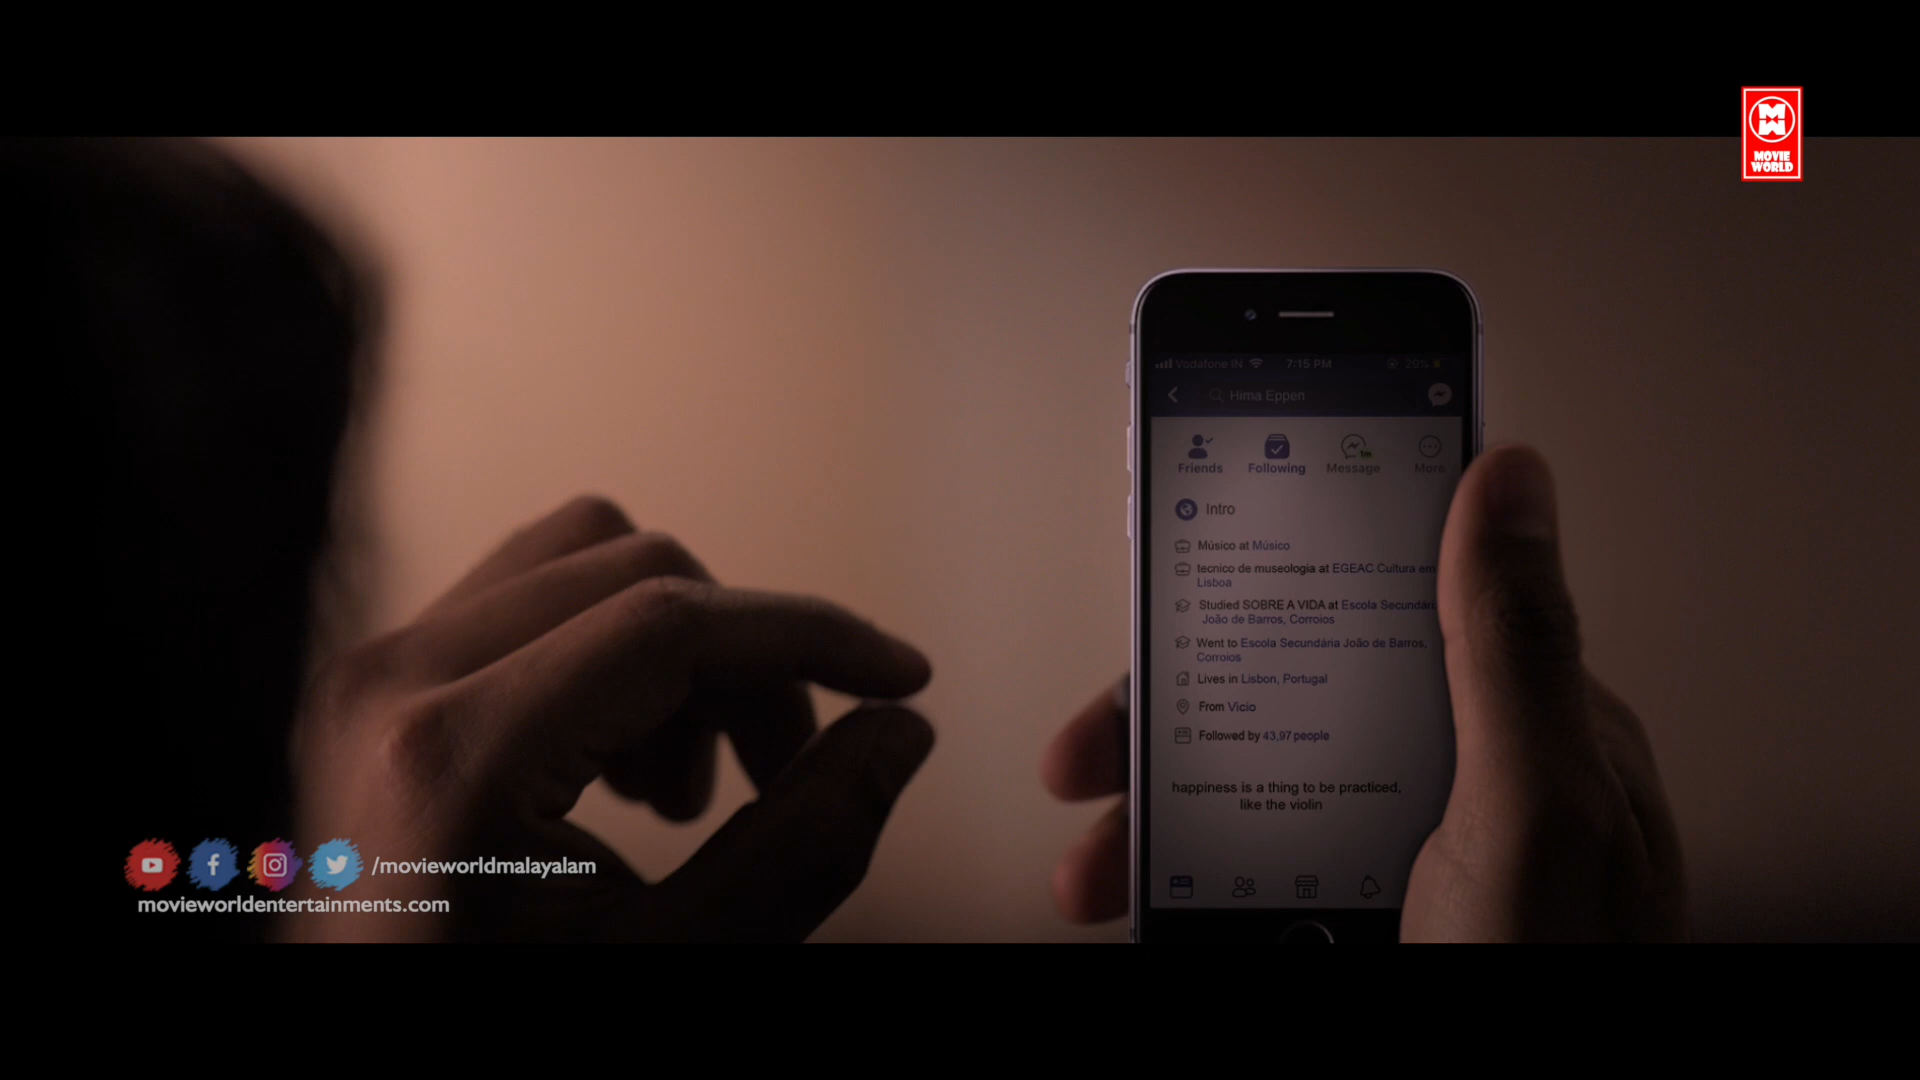 MOVIE
WORLD
Vodafone IN 7:15 PM 20%
Hima Eppen
Friends Following Message More
1m
Intro
Músico at Músico
tecnico de museologia at EGEAC Cultura em
Lisboa
Studied SOBRE A VIDA at Escola Secundári
João de Barros, Corroios
Went to Escola Secundária João de Barros,
Corroios
Lives in Lisbon, Portugal
From Vicio
Followed by 43,97 people
happiness is a thing to be practiced,
like the violin
/movieworldmalayalam
movieworldentertainments.com